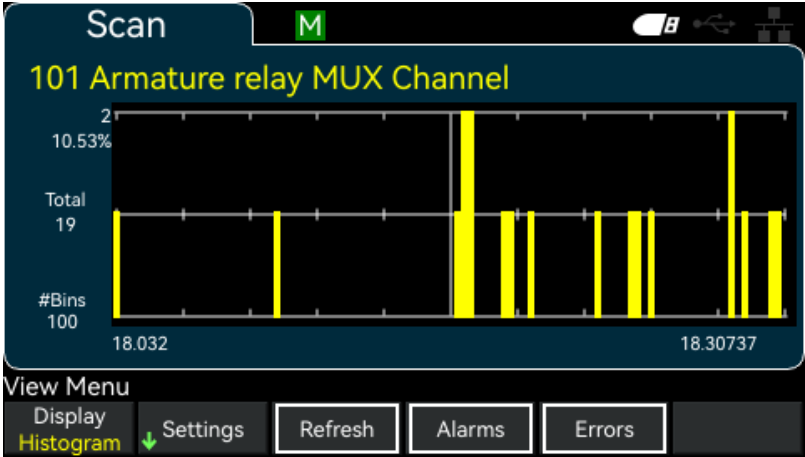 Scan
M
8
101 Armature relay MUX Channel
2
10.53%
Total
19
#Bins
100
18.032
18.30737
View Menu
Display
Histogram
Settings
Refresh
Alarms
Errors